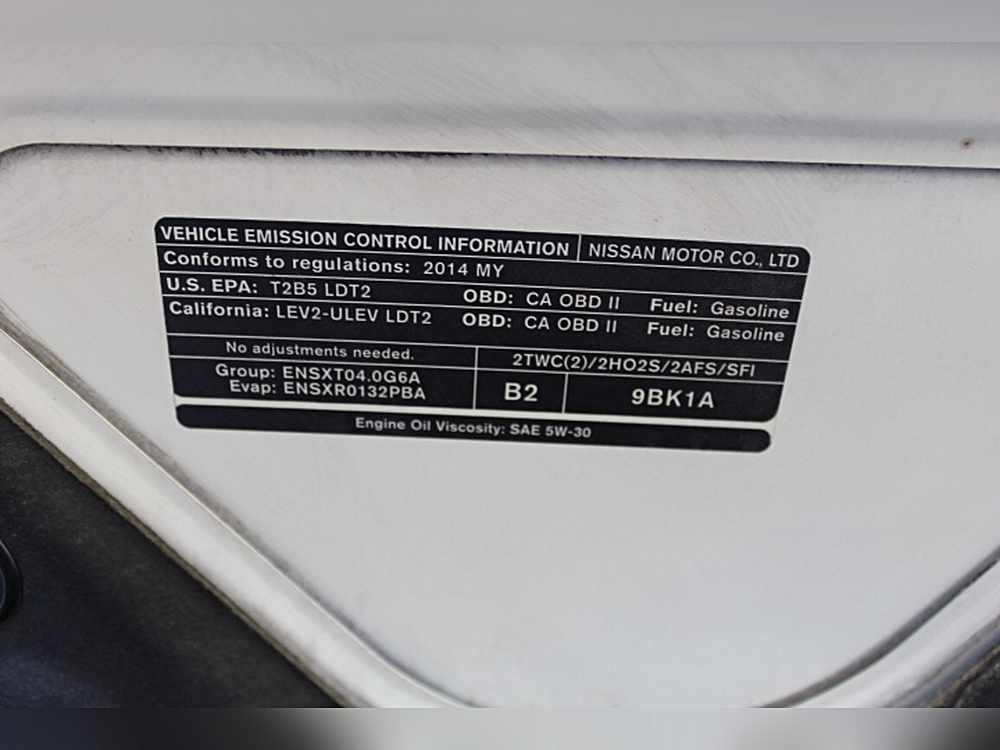 VEHICLE EMISSION CONTROL INFORMATION NISSAN MOTOR CO., LTD
Conforms to regulations: 2014 MY
U.S. EPA: T2B5 LDT2 OBD: CA OBD II Fuel: Gasoline
California: LEV2-ULEV LDT2 OBD: CA OBD II Fuel: Gasoline
No adjustments needed. 2TWC(2)/2HO2S/2AFS/SFI
Group: ENSXT04.0G6A
Evap: ENSXR0132PBA
B2 9BK1A
Engine Oil Viscosity: SAE 5W-30